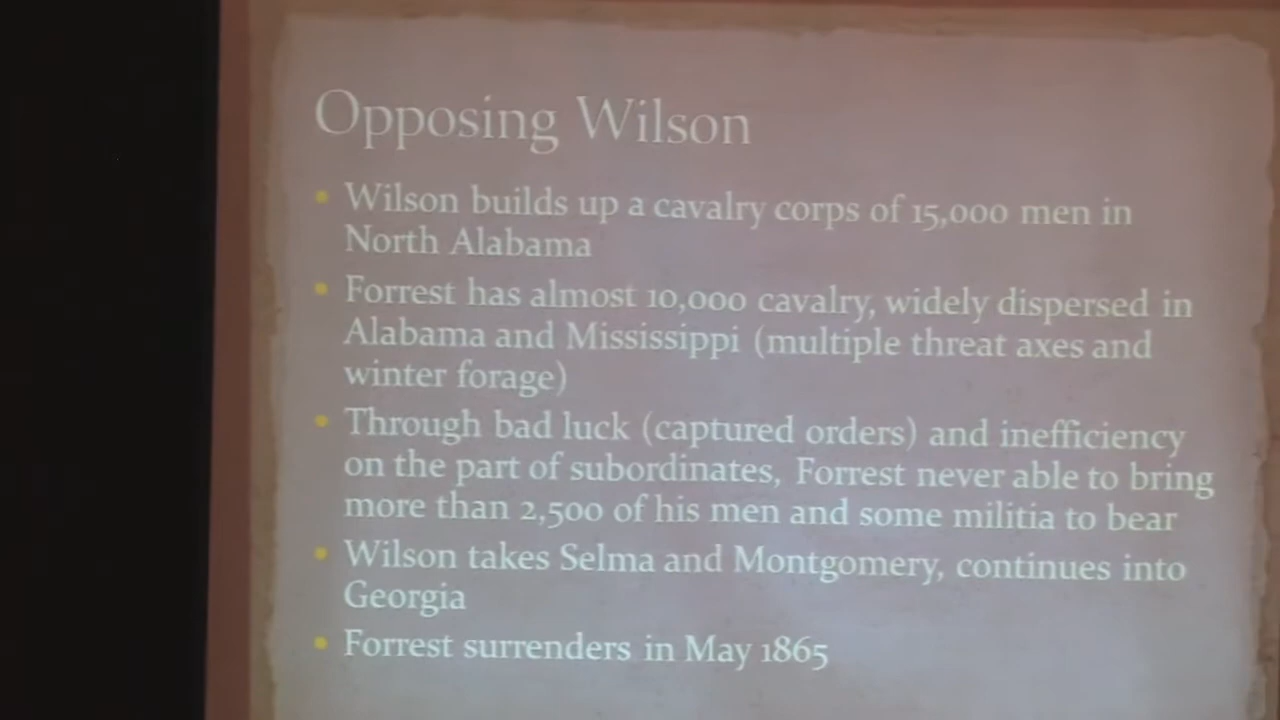 Opposing Wilson
• Wilson builds up a cavalry corps of 15,000 men in
North Alabama
• Forrest has almost 10,000 cavalry, widely dispersed in
Alabama and Mississippi (multiple threat axes and
winter forage)
• Through bad luck (captured orders) and inefficiency
on the part of subordinates, Forrest never able to bring
more than 2,500 of his men and some militia to bear
• Wilson takes Selma and Montgomery, continues into
Georgia
• Forrest surrenders in May 1865